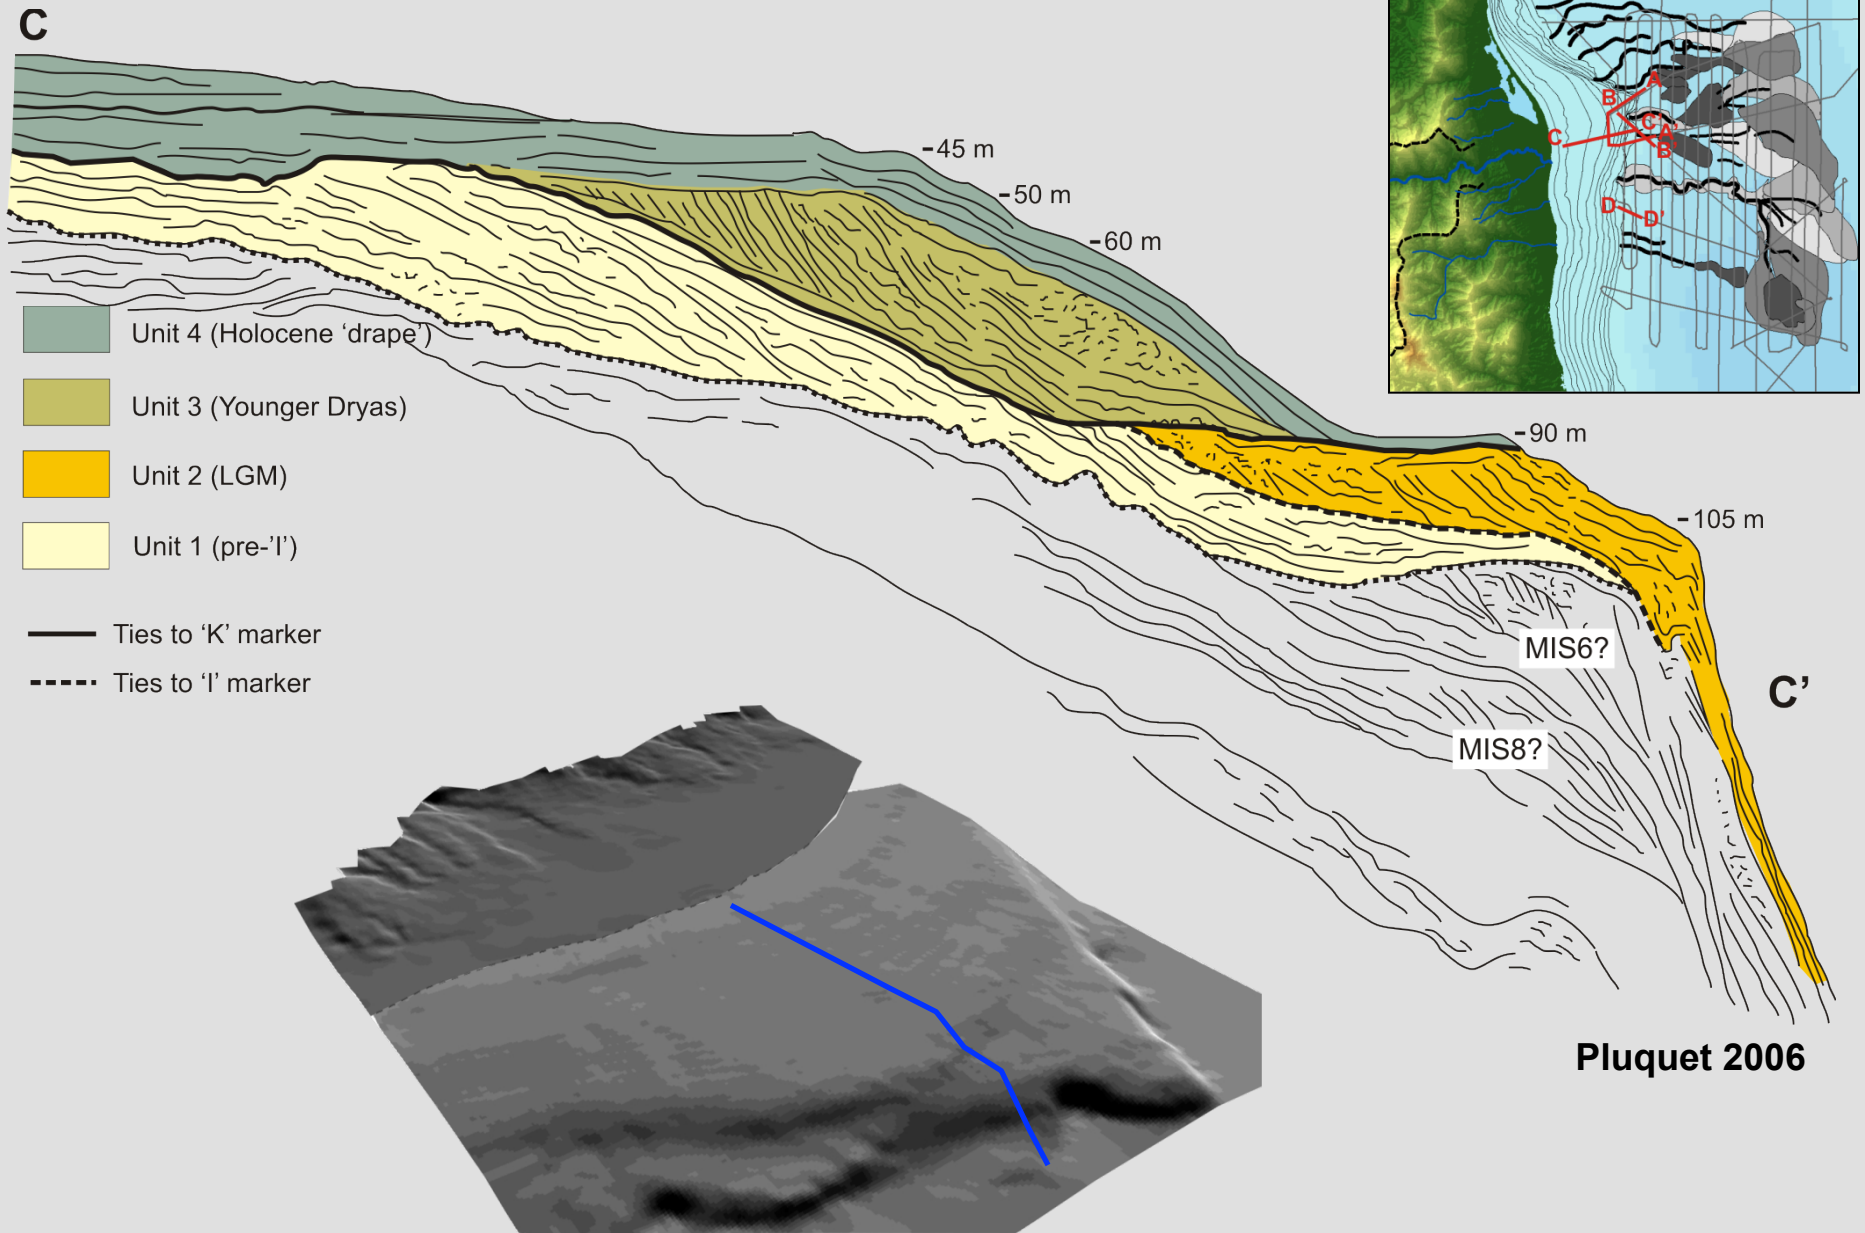 C
45 m
50 m
60 m
90 m
105 m
Unit 4 (Holocene ‘drape’)
Unit 3 (Younger Dryas)
Unit 2 (LGM)
Unit 1 (pre-’I’)
Ties to ‘K’ marker
Ties to ‘I’ marker
MIS6?
MIS8?
C’
Pluquet 2006
A
B
C
C'
A'
B'
D
D'